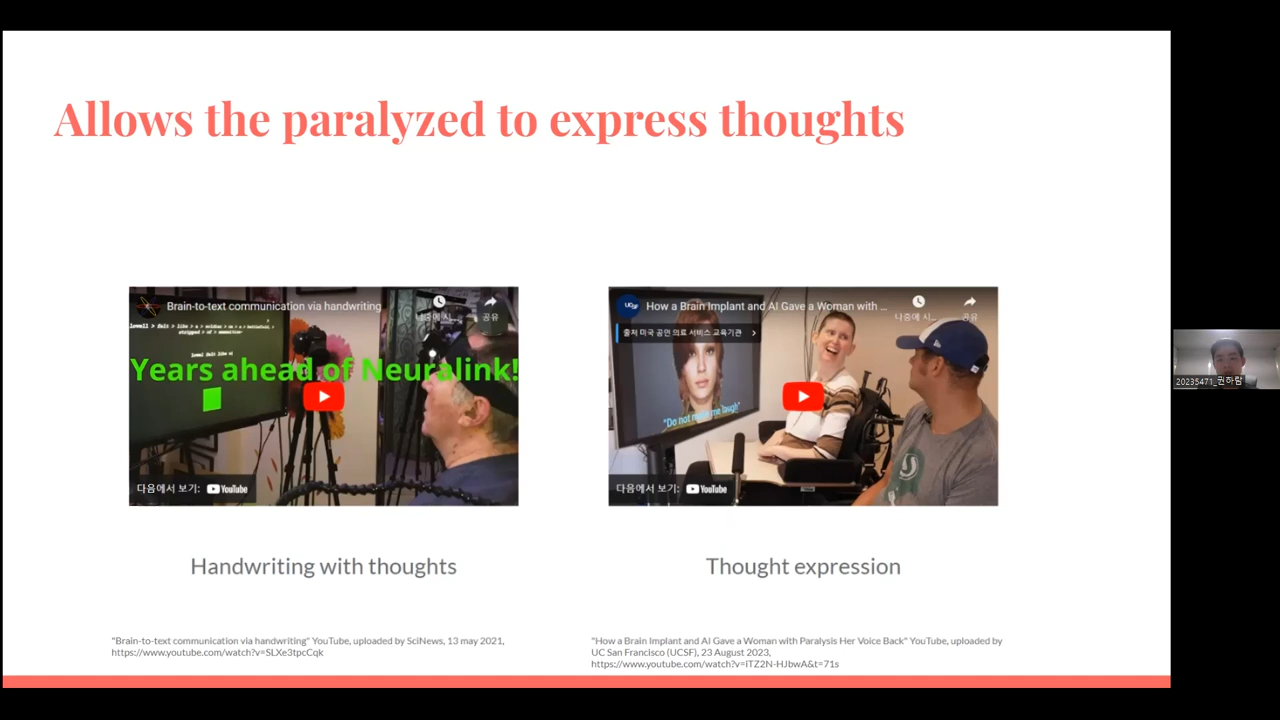 Allows the paralyzed to express thoughts
Brain-to-text communication via handwriting
나중에 시...
공유
Years ahead of Neuralink!
다음에서 보기: YouTube
How a Brain Implant and AI Gave a Woman with ...
UCSF
나중에 시...
공유
출처 미국 공인 의료 서비스 교육기관
"Do not make me laugh"
다음에서 보기: YouTube
Handwriting with thoughts
Thought expression
"Brain-to-text communication via handwriting" YouTube, uploaded by SciNews, 13 may 2021,
https://www.youtube.com/watch?v=SLXe3tpcCqk
"How a Brain Implant and AI Gave a Woman with Paralysis Her Voice Back" YouTube, uploaded by
UC San Francisco (UCSF), 23 August 2023,
https://www.youtube.com/watch?v=iTZ2N-HJbwA&t=71s
20235471_권하람